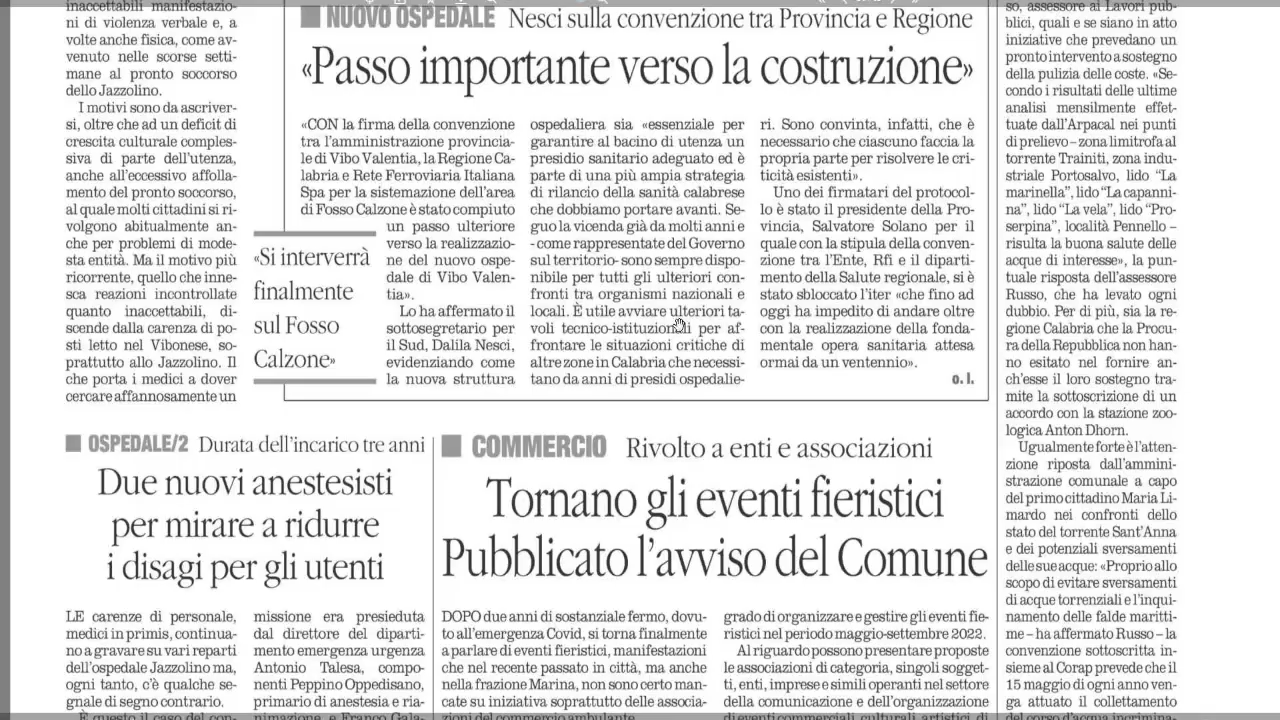 inaccettabili manifestazio-
ni di violenza verbale e, a
volte anche fisica, come av-
venuto nelle scorse setti-
mane al pronto soccorso
dello Jazzolino.
I motivi sono da ascriver-
si, oltre che ad un deficit di
crescita culturale comples-
siva di parte dell'utenza,
anche all'eccessivo affolla-
mento del pronto soccorso,
al quale molti cittadini si ri-
volgono abitualmente an-
che per problemi di mode-
sta entità. Ma il motivo più
ricorrente, quello che inne-
sca reazioni incontrollate
quanto inaccettabili, di-
scende dalla carenza di po-
sti letto nel Vibonese, so-
prattutto allo Jazzolino. Il
che porta i medici a dover
cercare affannosamente un
NUOVO OSPEDALE Nesci sulla convenzione tra Provincia e Regione
«Passo importante verso la costruzione»
«CON la firma della convenzione
tra l'amministrazione provincia-
le di Vibo Valentia, la Regione Ca-
labria e Rete Ferroviaria Italiana
Spa per la sistemazione dell'area
di Fosso Calzone è stato compiuto
un passo ulteriore
verso la realizzazio-
ne del nuovo ospe-
dale di Vibo Valen-
tia».
Lo ha affermato il
sottosegretario per
il Sud, Dalila Nesci,
evidenziando come
la nuova struttura
«Si interverrà
finalmente
sul Fosso
Calzone»
ospedaliera sia «essenziale per
garantire al bacino di utenza un
presidio sanitario adeguato ed è
parte di una più ampia strategia
di rilancio della sanità calabrese
che dobbiamo portare avanti. Se-
guo la vicenda già da molti anni e
- come rappresentate del Governo
sul territorio- sono sempre dispo-
nibile per tutti gli ulteriori con-
fronti tra organismi nazionali e
locali. È utile avviare ulteriori ta-
voli tecnico-istituzionali per af-
frontare le situazioni critiche di
altre zone in Calabria che necessi-
tano da anni di presidi ospedalie-
ri. Sono convinta, infatti, che è
necessario che ciascuno faccia la
propria parte per risolvere le cri-
ticità esistenti».
Uno dei firmatari del protocol-
lo è stato il presidente della Pro-
vincia, Salvatore Solano per il
quale con la stipula della conven-
zione tra l'Ente, Rfi e il diparti-
mento della Salute regionale, si è
stato sbloccato l'iter «che fino ad
oggi ha impedito di andare oltre
con la realizzazione della fonda-
mentale opera sanitaria attesa
ormai da un ventennio».
o. l.
OSPEDALE/2 Durata dell'incarico tre anni
Due nuovi anestesisti
per mirare a ridurre
i disagi per gli utenti
LE carenze di personale,
medici in primis, continua-
no a gravare su vari reparti
dell'ospedale Jazzolino ma,
ogni tanto, c'è qualche se-
gnale di segno contrario.
È questo il caso del con-
missione era presieduta
dal direttore del diparti-
mento emergenza urgenza
Antonio Talesa, compo-
nenti Peppino Oppedisano,
primario di anestesia e ria-
nimazione, e Franco Gala-
COMMERCIO Rivolto a enti e associazioni
Tornano gli eventi fieristici
Pubblicato l'avviso del Comune
DOPO due anni di sostanziale fermo, dovu-
to all'emergenza Covid, si torna finalmente
a parlare di eventi fieristici, manifestazioni
che nel recente passato in città, ma anche
nella frazione Marina, non sono certo man-
cate su iniziativa soprattutto delle associa-
zioni del commercio ambulante.
grado di organizzare e gestire gli eventi fie-
ristici nel periodo maggio-settembre 2022.
Al riguardo possono presentare proposte
le associazioni di categoria, singoli sogget-
ti, enti, imprese e simili operanti nel settore
della comunicazione e dell'organizzazione
di eventi commerciali, culturali, artistici, di
so, assessore ai Lavori pub-
blici, quali e se siano in atto
iniziative che prevedano un
pronto intervento a sostegno
della pulizia delle coste. «Se-
condo i risultati delle ultime
analisi mensilmente effet-
tuate dall'Arpacal nei punti
di prelievo – zona limitrofa al
torrente Trainiti, zona indu-
striale Portosalvo, lido "La
marinella", lido "La capanni-
na", lido "La vela", lido "Pro-
serpina", località Pennello –
risulta la buona salute delle
acque di interesse», la pun-
tuale risposta dell'assessore
Russo, che ha levato ogni
dubbio. Per di più, sia la re-
gione Calabria che la Procu-
ra della Repubblica non han-
no esitato nel fornire an-
ch'esse il loro sostegno tra-
mite la sottoscrizione di un
accordo con la stazione zoo-
logica Anton Dhorn.
Ugualmente forte è l'atten-
zione riposta dall'ammini-
strazione comunale a capo
del primo cittadino Maria Li-
mardo nei confronti dello
stato del torrente Sant'Anna
e dei potenziali sversamenti
delle sue acque: «Proprio allo
scopo di evitare sversamenti
di acque torrenziali e l'inqui-
namento delle falde maritti-
me – ha affermato Russo – la
convenzione sottoscritta in-
sieme al Corap prevede che il
15 maggio di ogni anno ven-
ga attuato il collettamento
del corso d'acqua incrimina-